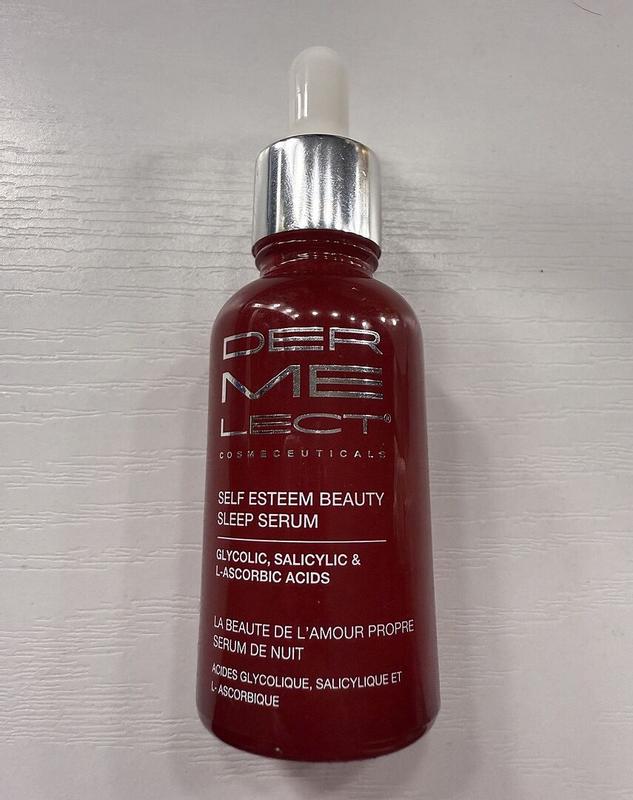 DER
ME
LECT®
COSMECEUTICALS
SELF ESTEEM BEAUTY
SLEEP SERUM
GLYCOLIC, SALICYLIC &
L-ASCORBIC ACIDS
LA BEAUTE DE L'AMOUR PROPRE
SERUM DE NUIT
ACIDES GLYCOLIQUE, SALICYLIQUE ET
L- ASCORBIQUE